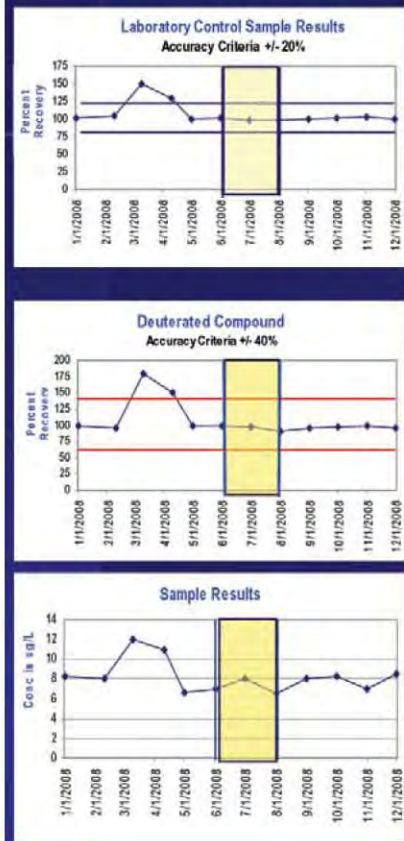 Laboratory Control Sample Results
Accuracy Criteria +/- 20%
Percent Recovery
175
150
125
100
75
50
25
0
1/1/2008 2/1/2008 3/1/2008 4/1/2008 5/1/2008 6/1/2008 7/1/2008 8/1/2008 9/1/2008 10/1/2008 11/1/2008 12/1/2008
Deuterated Compound
Accuracy Criteria +/- 40%
Percent Recovery
200
175
150
125
100
75
50
25
0
1/1/2008 2/1/2008 3/1/2008 4/1/2008 5/1/2008 6/1/2008 7/1/2008 8/1/2008 9/1/2008 10/1/2008 11/1/2008 12/1/2008
Sample Results
Conc is
14
12
10
8
6
4
2
0
1/1/2008 2/1/2008 3/1/2008 4/1/2008 5/1/2008 6/1/2008 7/1/2008 8/1/2008 9/1/2008 10/1/2008 11/1/2008 12/1/2008